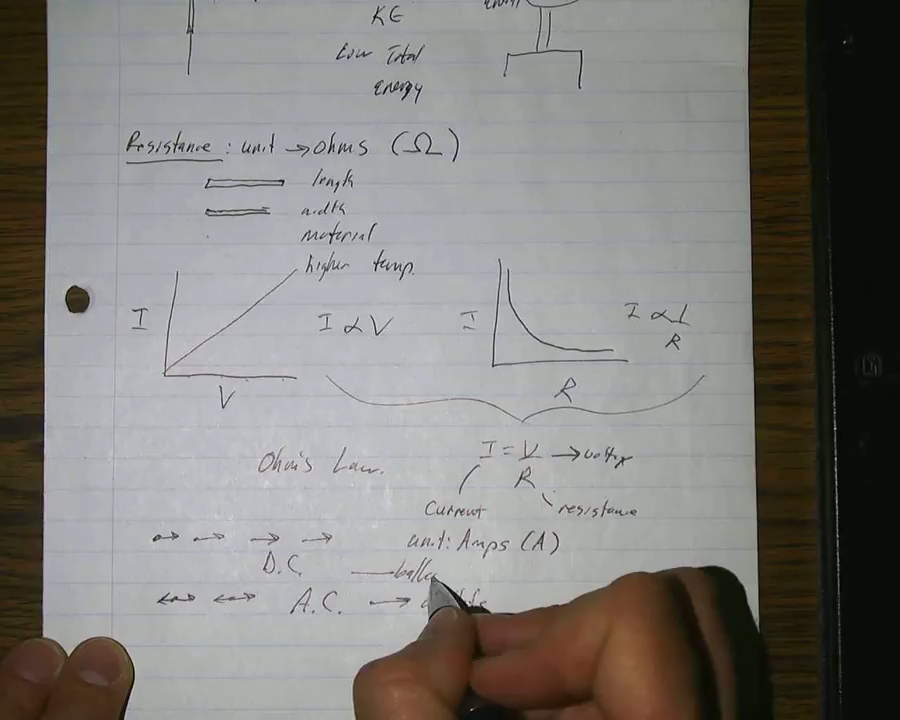 KE
Low Total
energy
Resistance: unit → ohms (Ω)
length
width
material
higher temp.
I
I ∝ V
V
I
I ∝ 1/R
R
Ohm's Law.
I = V/R → voltage
Current
resistance
unit: Amps (A)
D.C.
A.C. →